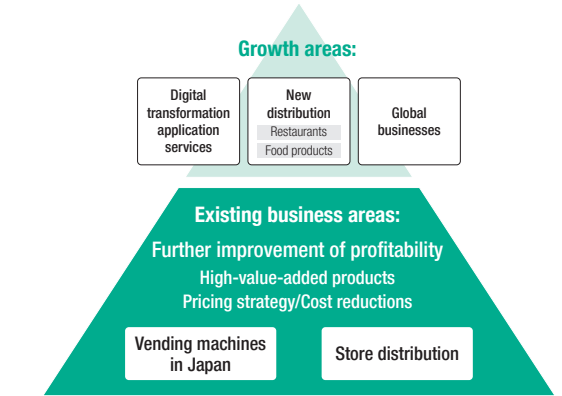 Growth areas:
Digital
transformation
application
services
New
distribution
Restaurants
Food products
Global
businesses
Existing business areas:
Further improvement of profitability
High-value-added products
Pricing strategy/Cost reductions
Vending machines
in Japan
Store distribution